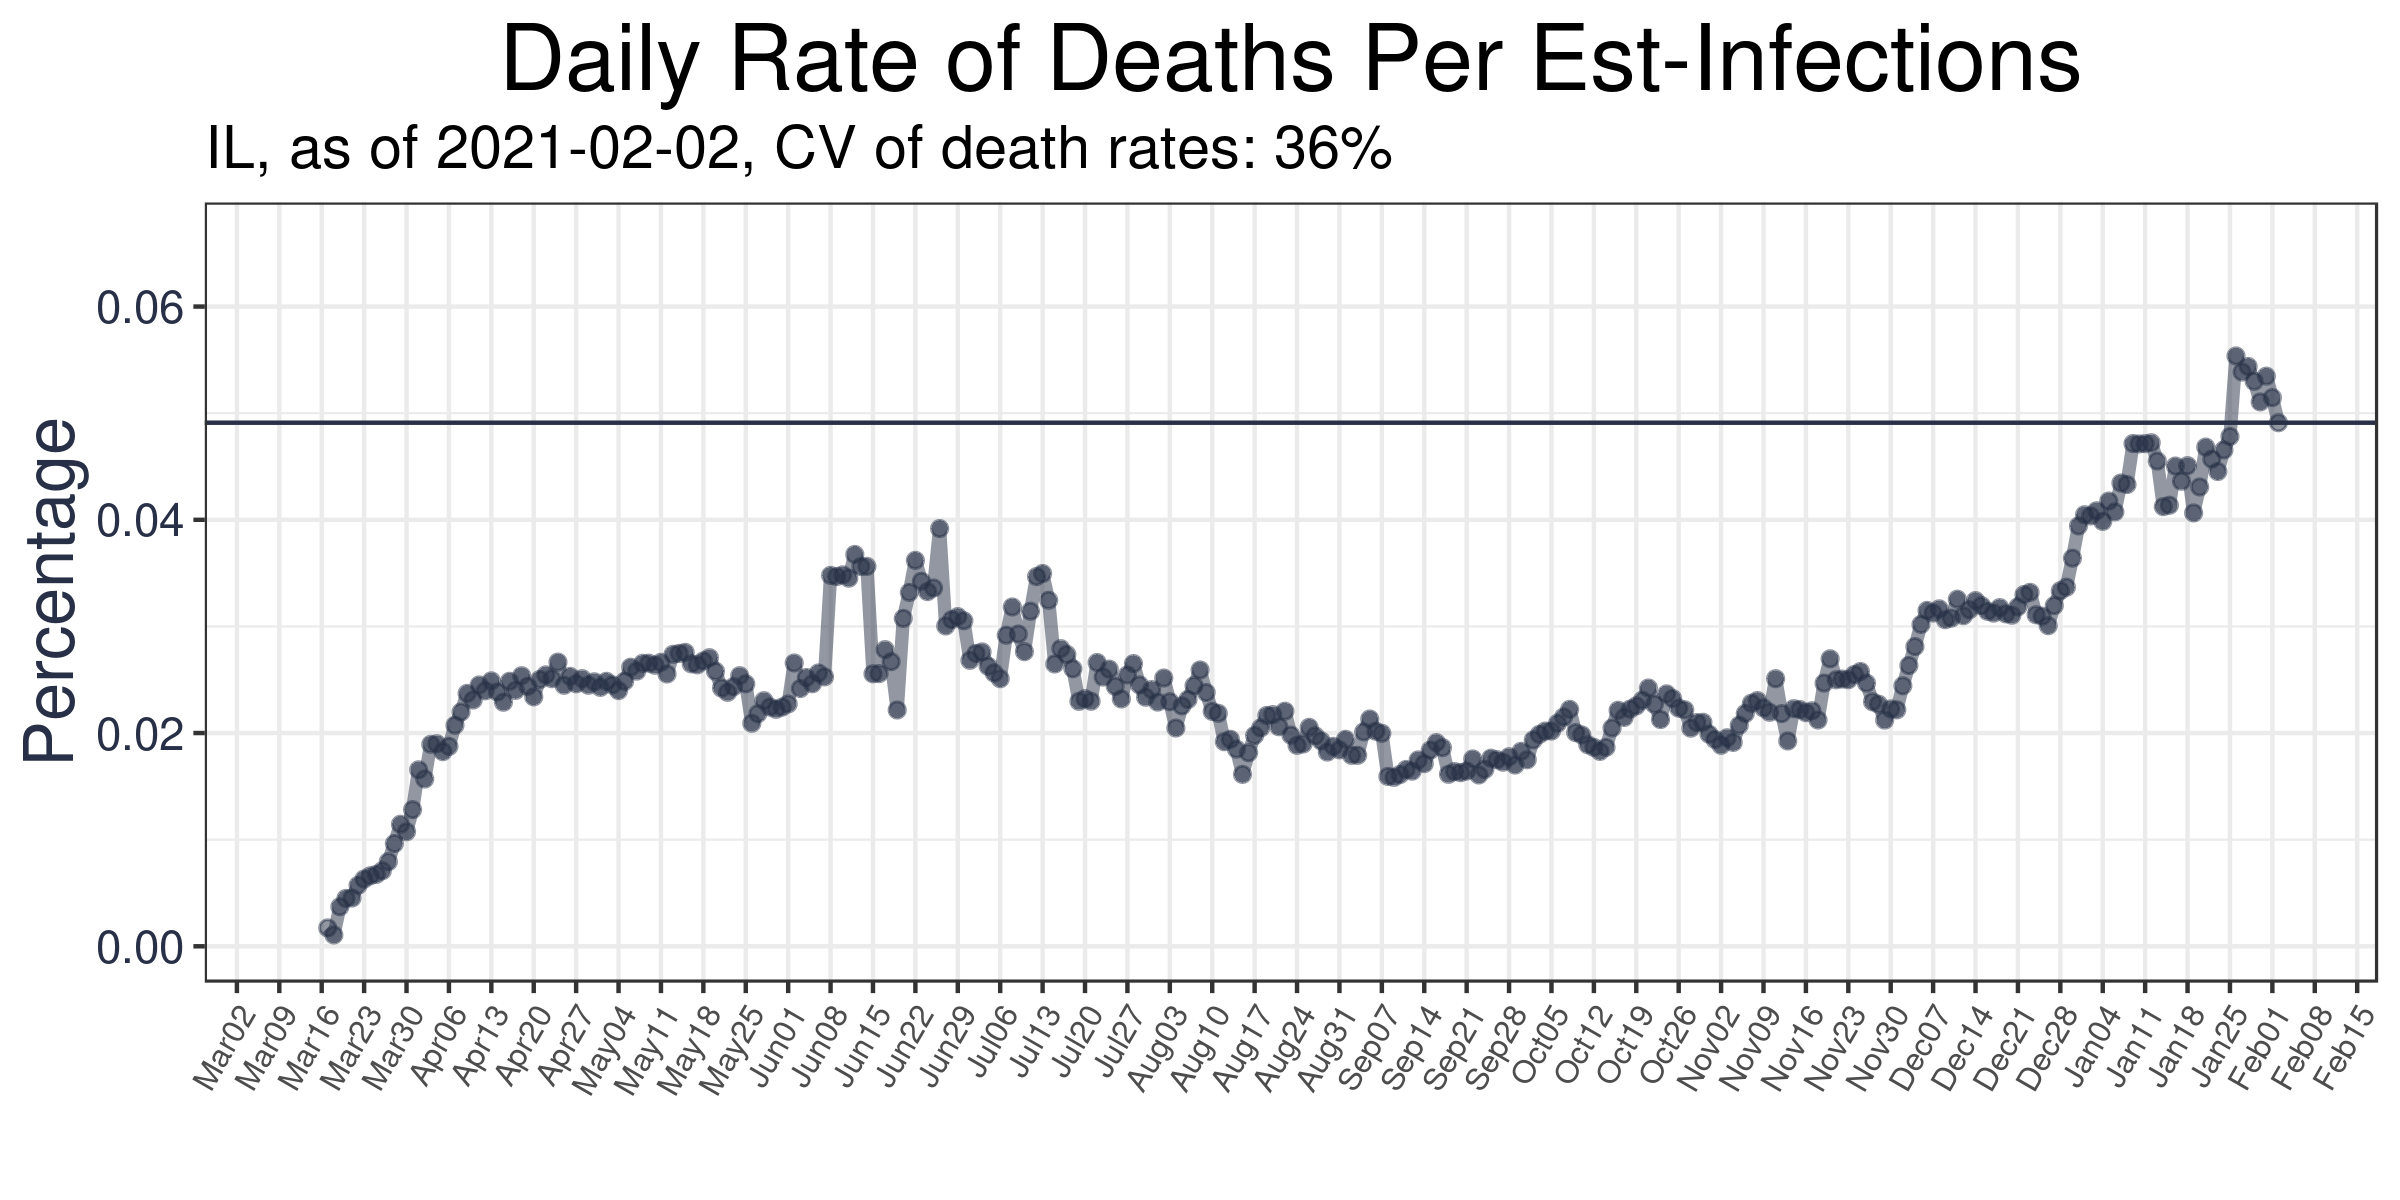 Daily Rate of Deaths Per Est-Infections
IL, as of 2021-02-02, CV of death rates: 36%
Percentage
0.06
0.04
0.02
0.00
Mar02
Mar09
Mar16
Mar23
Mar30
Apr06
Apr13
Apr20
Apr27
May04
May11
May18
May25
Jun01
Jun08
Jun15
Jun22
Jun29
Jul06
Jul13
Jul20
Jul27
Aug03
Aug10
Aug17
Aug24
Aug31
Sep07
Sep14
Sep21
Sep28
Oct05
Oct12
Oct19
Oct26
Nov02
Nov09
Nov16
Nov23
Nov30
Dec07
Dec14
Dec21
Dec28
Jan04
Jan11
Jan18
Jan25
Feb01
Feb08
Feb15